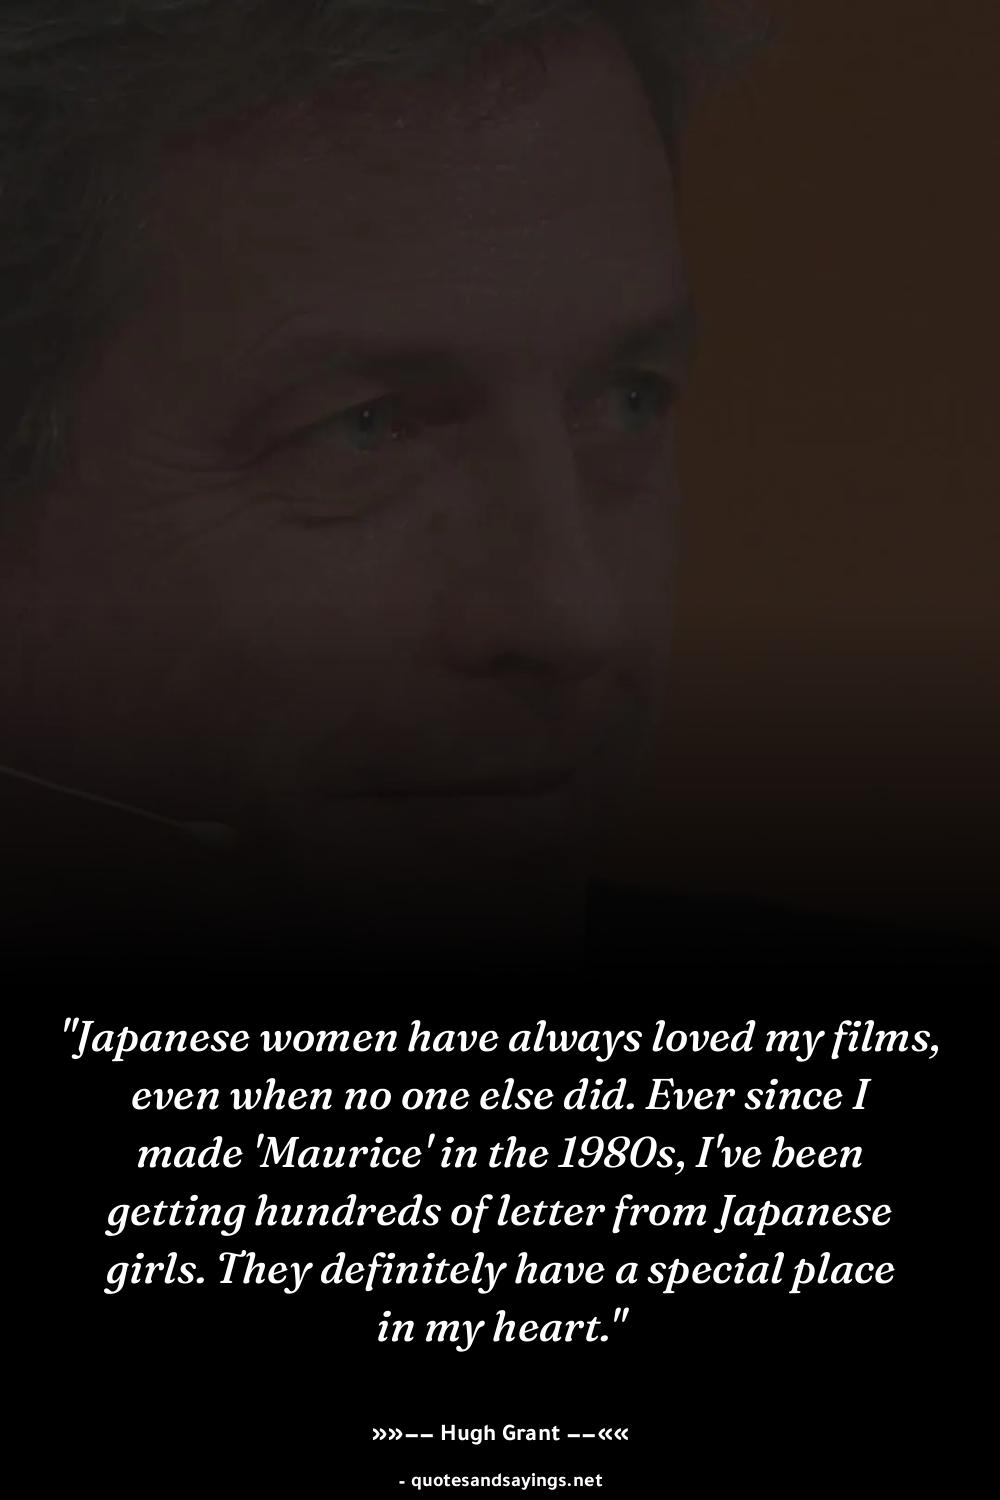 "Japanese women have always loved my films,
even when no one else did. Ever since I
made 'Maurice' in the 1980s, I've been
getting hundreds of letter from Japanese
girls. They definitely have a special place
in my heart."
»»–– Hugh Grant ––««
- quotesandsayings.net